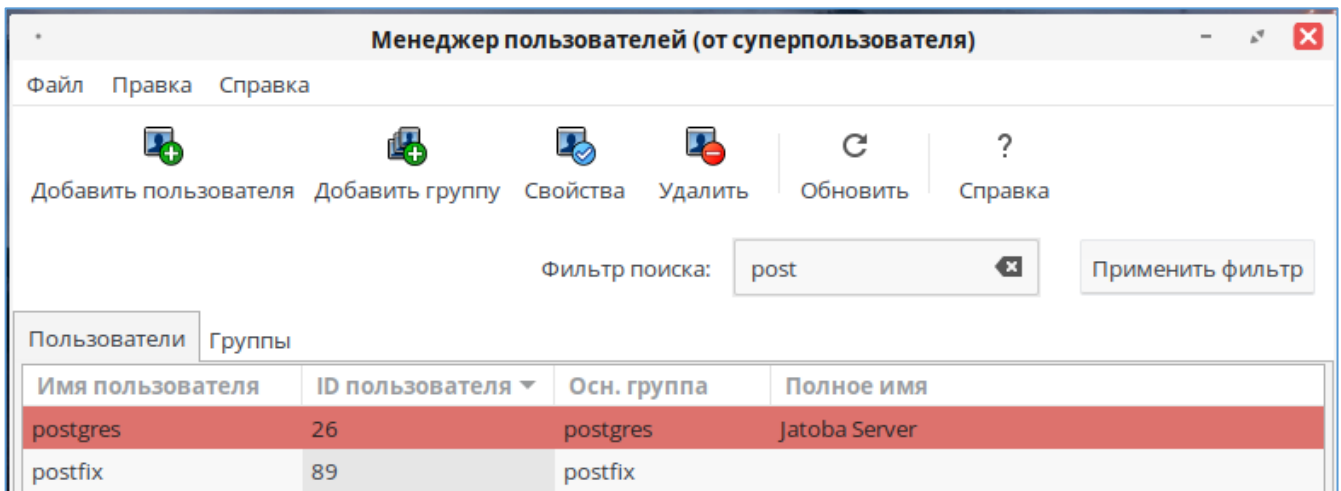 Менеджер пользователей (от суперпользователя)
Файл Правка Справка
Добавить пользователя Добавить группу Свойства Удалить Обновить Справка
Фильтр поиска: post Применить фильтр
Пользователи Группы
Имя пользователя ID пользователя Осн. группа Полное имя
postgres 26 postgres Jatoba Server
postfix 89 postfix